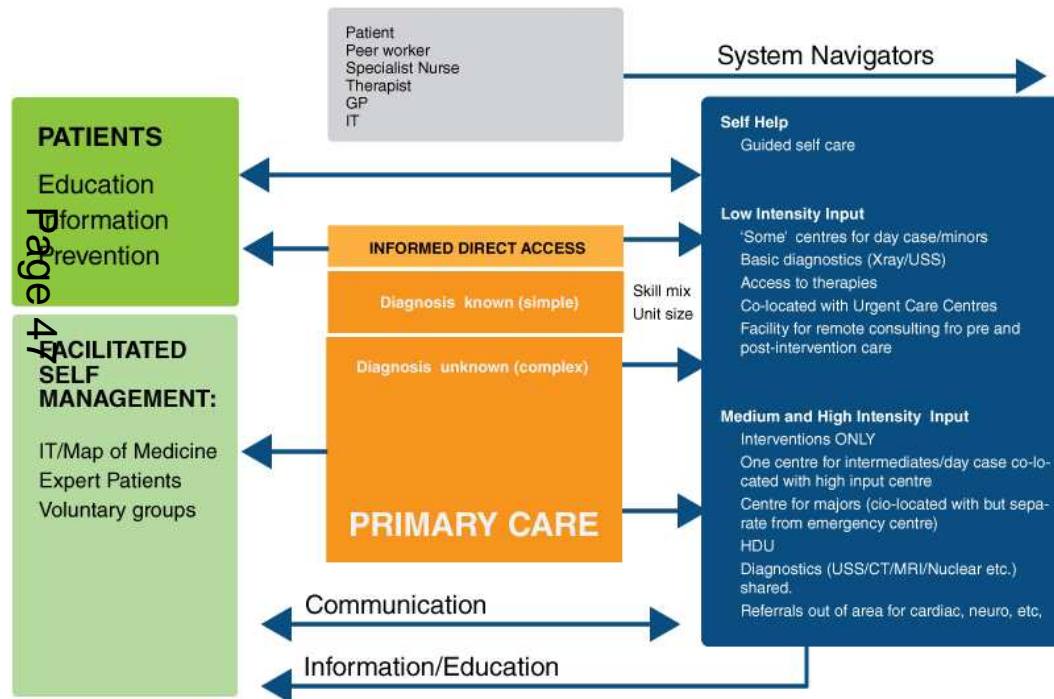 Patient
Peer worker
Specialist Nurse
Therapist
GP
IT
System Navigators
PATIENTS
Education
Information
Prevention
Page 47
FACILITATED
SELF
MANAGEMENT:
IT/Map of Medicine
Expert Patients
Voluntary groups
INFORMED DIRECT ACCESS
Diagnosis known (simple)
Skill mix
Unit size
Diagnosis unknown (complex)
PRIMARY CARE
Self Help
Guided self care
Low Intensity Input
'Some' centres for day case/minors
Basic diagnostics (Xray/USS)
Access to therapies
Co-located with Urgent Care Centres
Facility for remote consulting fro pre and
post-intervention care
Medium and High Intensity Input
Interventions ONLY
One centre for intermediates/day case co-lo-
cated with high input centre
Centre for majors (cio-located with but sepa-
rate from emergency centre)
HDU
Diagnostics (USS/CT/MRI/Nuclear etc.)
shared.
Referrals out of area for cardiac, neuro, etc,
Communication
Information/Education